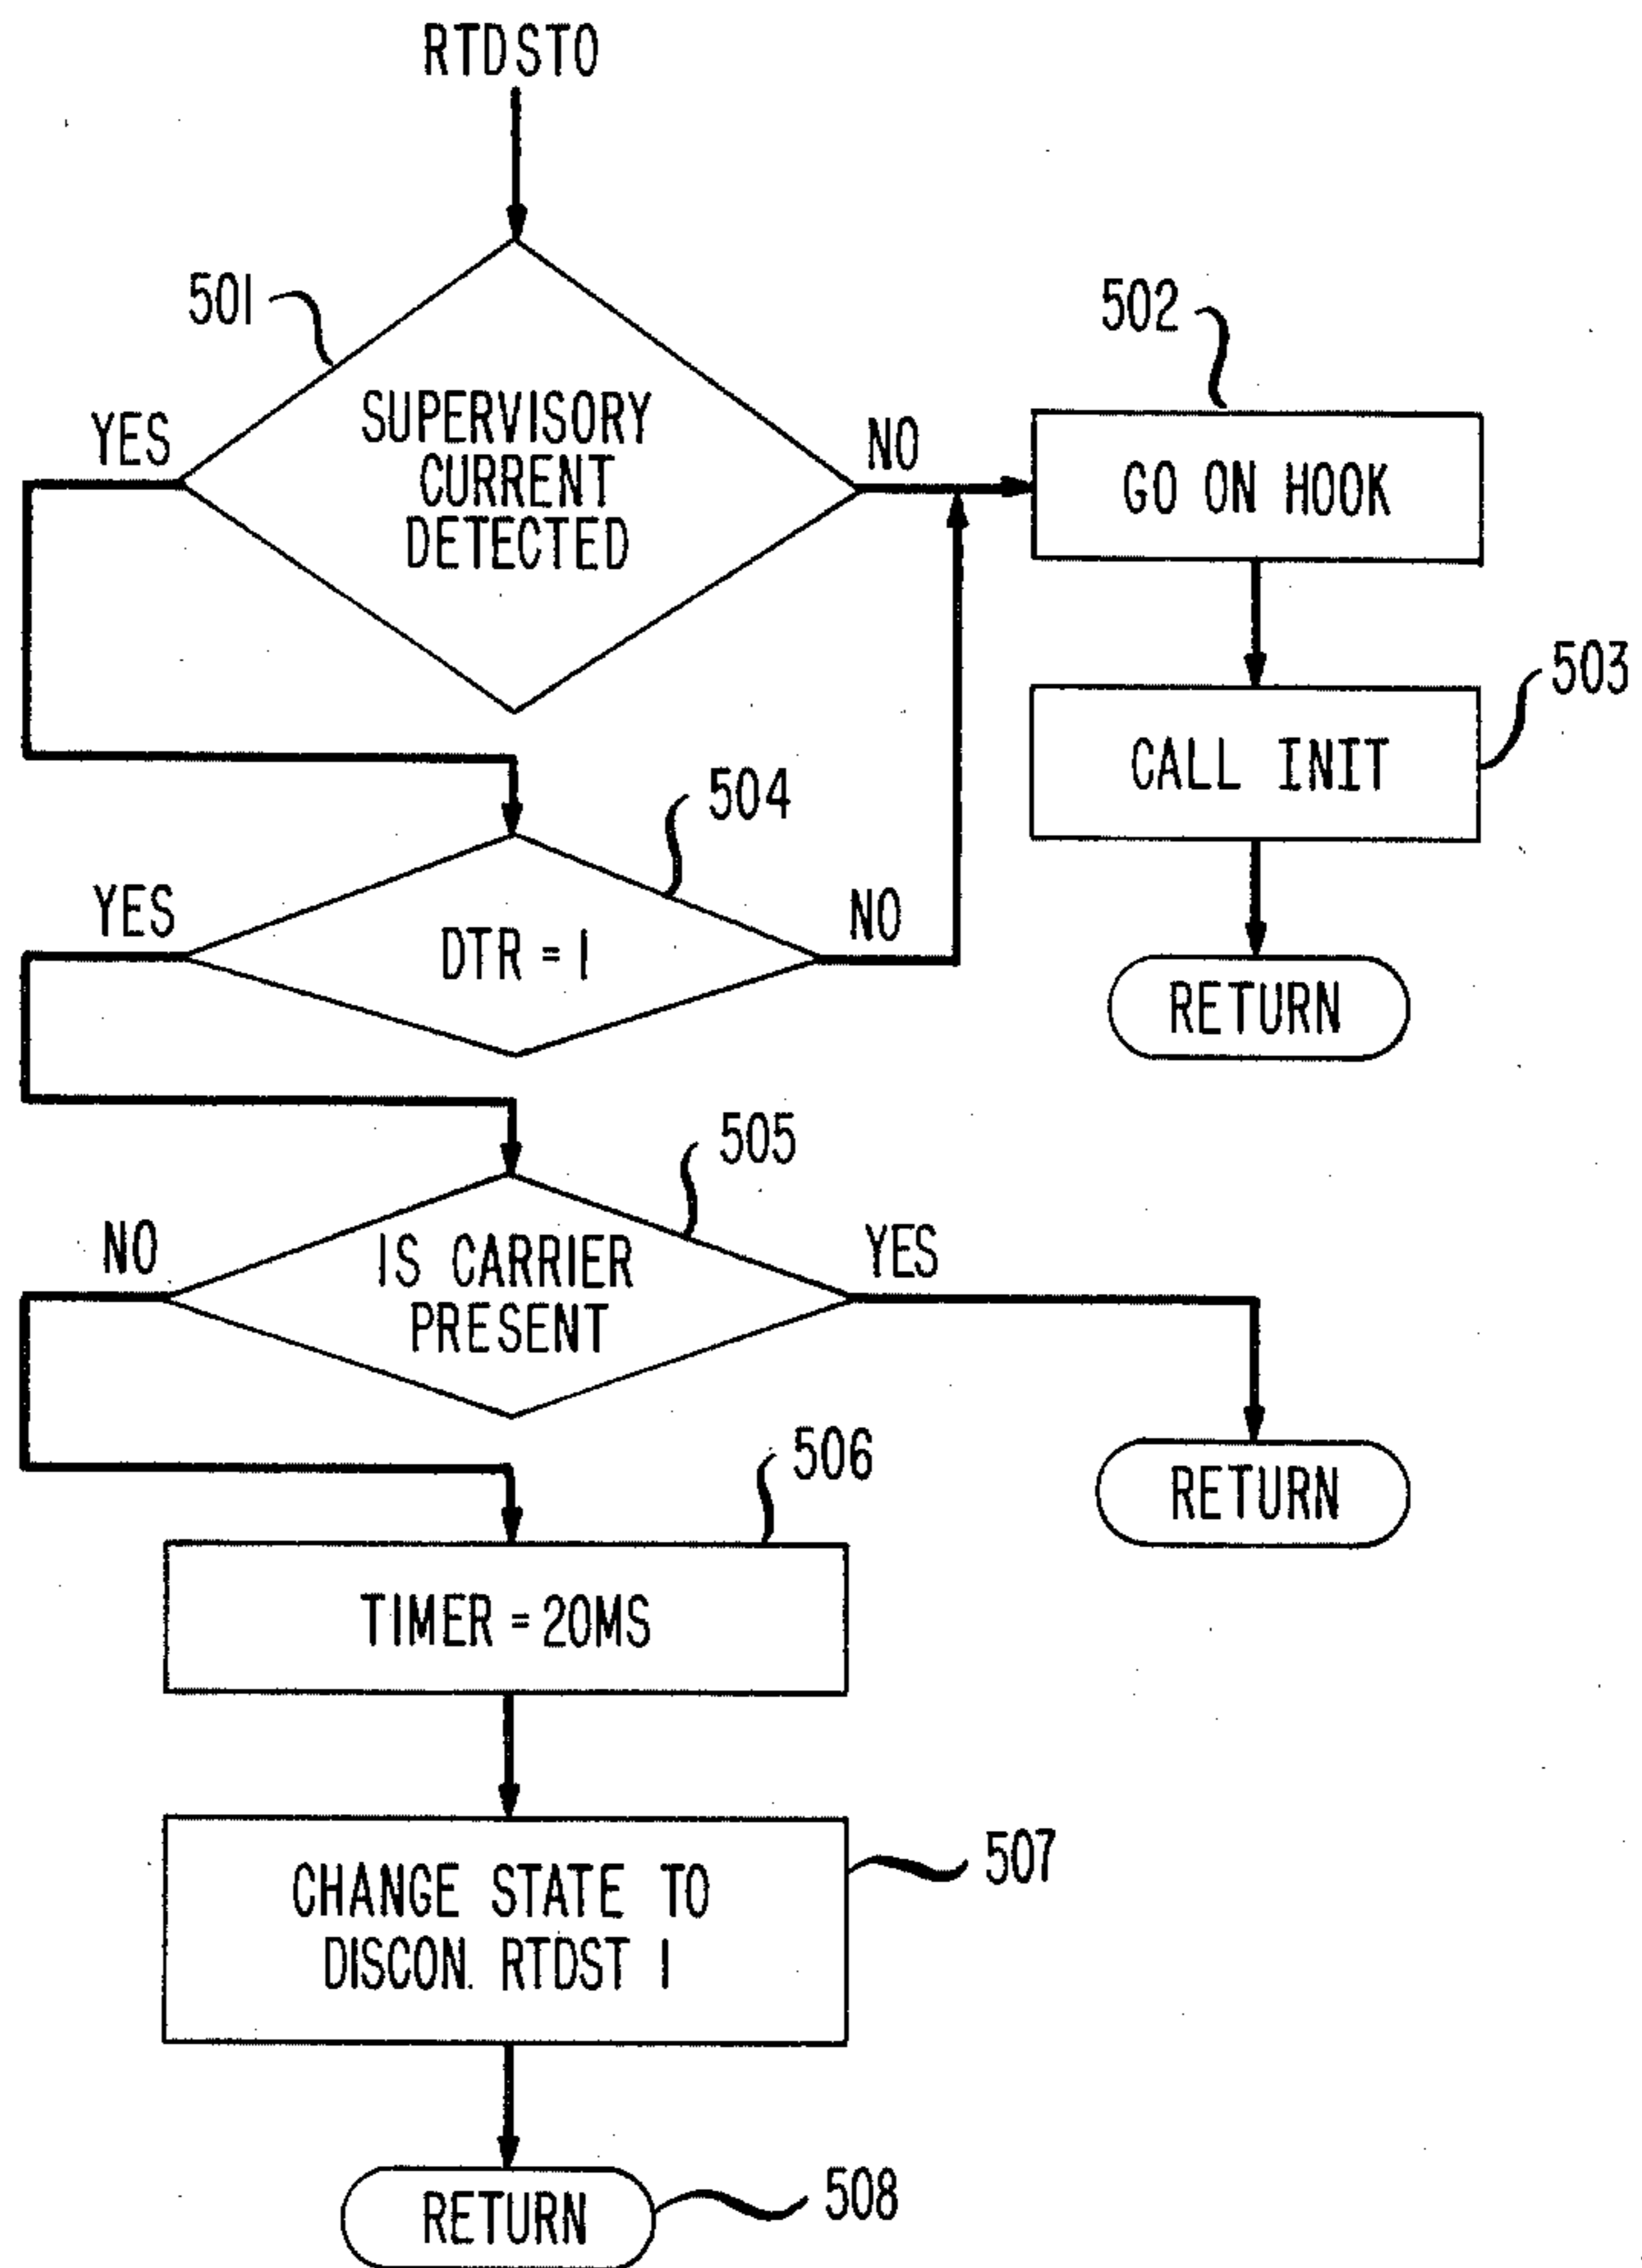 RTDST0
501
SUPERVISORY
CURRENT
DETECTED
YES
NO
502
GO ON HOOK
503
CALL INIT
RETURN
504
DTR = 1
YES
NO
505
IS CARRIER
PRESENT
NO
YES
RETURN
506
TIMER = 20MS
507
CHANGE STATE TO
DISCON. RTDST 1
RETURN
508